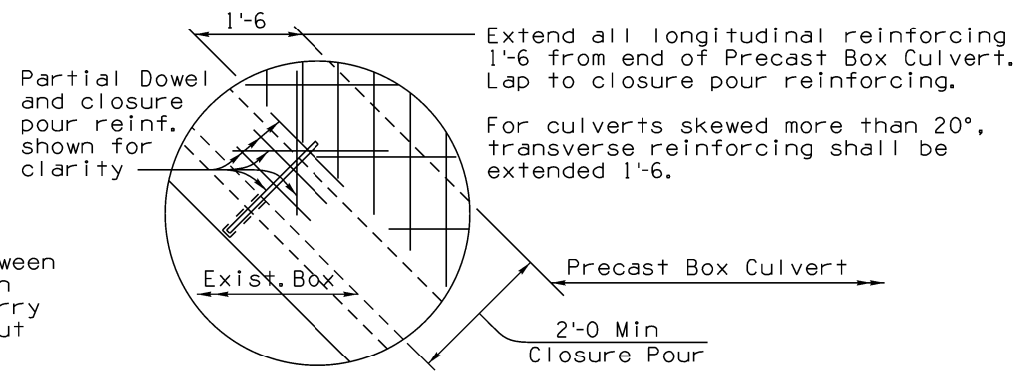 1'-6
Extend all longitudinal reinforcing
1'-6 from end of Precast Box Culvert.
Lap to closure pour reinforcing.
For culverts skewed more than 20°,
transverse reinforcing shall be
extended 1'-6.
Partial Dowel
and closure
pour reinf.
shown for
clarity
Exist. Box
Precast Box Culvert
2'-0 Min
Closure Pour